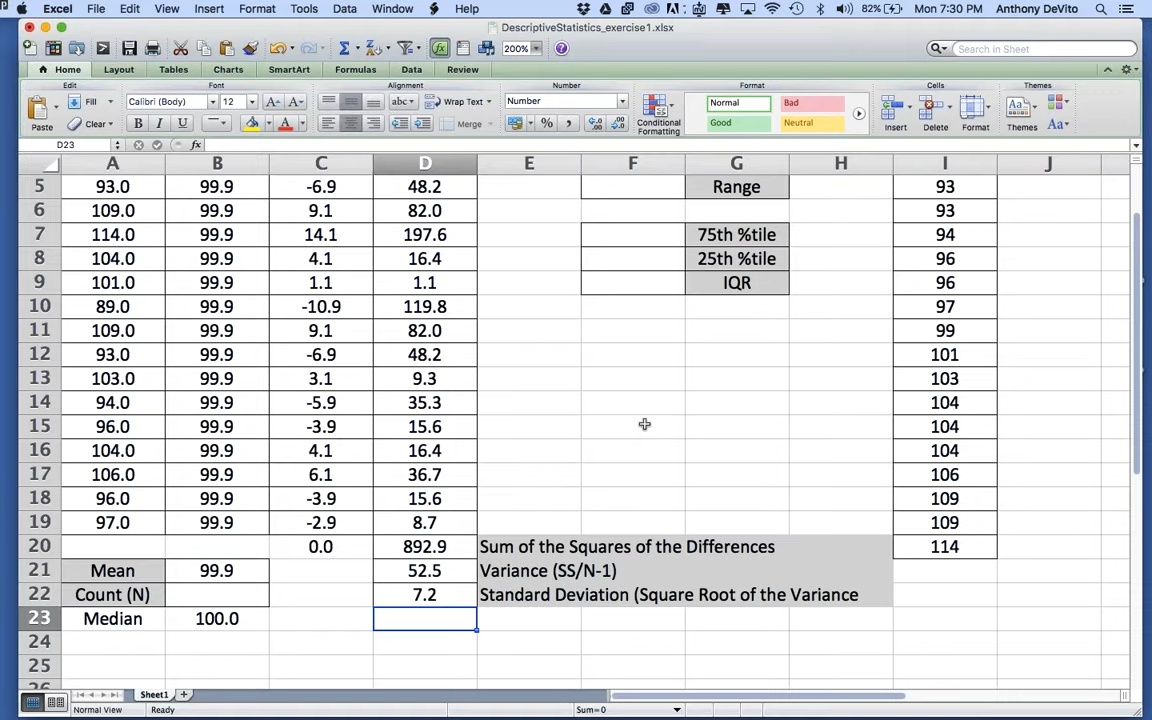 Excel File Edit View Insert Format Tools Data Window Help 82% Mon 7:30 PM Anthony DeVito
DescriptiveStatistics_exercise1.xlsx
200% Search in Sheet
Home Layout Tables Charts SmartArt Formulas Data Review
Edit Font Alignment Number Format Cells Themes
Paste Fill Calibri (Body) 12 abc Wrap Text Number Conditional Formatting Normal Bad Insert Delete Format Themes
Clear B I U A Merge % Good Neutral Aa
D23 fx
A B C D E F G H I J
5 93.0 99.9 -6.9 48.2 Range 93
6 109.0 99.9 9.1 82.0 93
7 114.0 99.9 14.1 197.6 75th %tile 94
8 104.0 99.9 4.1 16.4 25th %tile 96
9 101.0 99.9 1.1 1.1 IQR 96
10 89.0 99.9 -10.9 119.8 97
11 109.0 99.9 9.1 82.0 99
12 93.0 99.9 -6.9 48.2 101
13 103.0 99.9 3.1 9.3 103
14 94.0 99.9 -5.9 35.3 104
15 96.0 99.9 -3.9 15.6 104
16 104.0 99.9 4.1 16.4 104
17 106.0 99.9 6.1 36.7 106
18 96.0 99.9 -3.9 15.6 109
19 97.0 99.9 -2.9 8.7 109
20 0.0 892.9 Sum of the Squares of the Differences 114
21 Mean 99.9 52.5 Variance (SS/N-1)
22 Count (N) 7.2 Standard Deviation (Square Root of the Variance
23 Median 100.0
24
25
26
Sheet1
Normal View Ready Sum=0